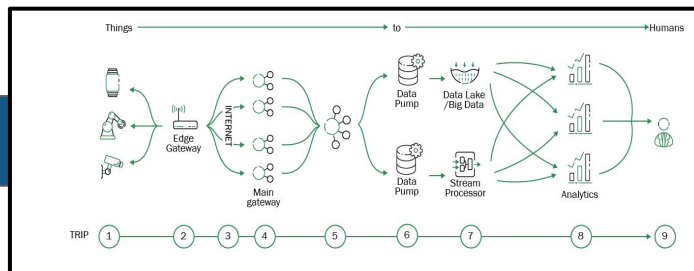 Things to Humans
Edge
Gateway
INTERNET
Main
gateway
Data
Pump
Data Lake
/Big Data
Data
Pump
Stream
Processor
Analytics
TRIP 1 2 3 4 5 6 7 8 9